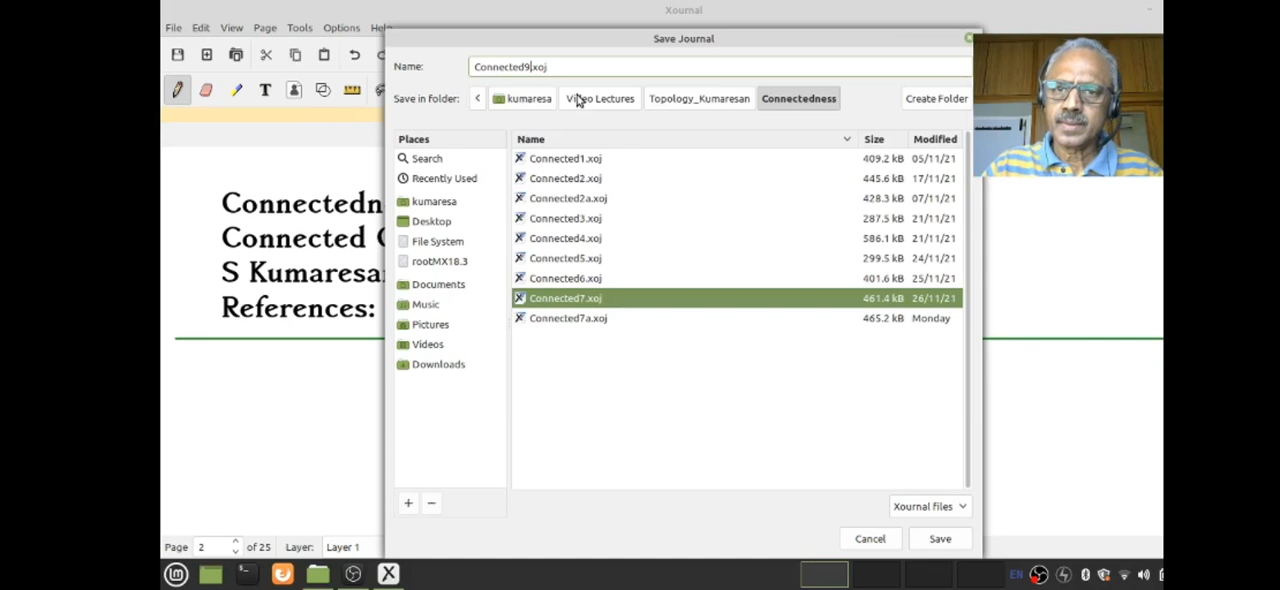 Xournal
File Edit View Page Tools Options Help
Save Journal
Name: Connected9.xoj
Save in folder: kumaresa Video Lectures Topology_Kumaresan Connectedness Create Folder
Places Name Size Modified
Search Connected1.xoj 409.2 kB 05/11/21
Recently Used Connected2.xoj 445.6 kB 17/11/21
kumaresa Connected2a.xoj 428.3 kB 07/11/21
Desktop Connected3.xoj 287.5 kB 21/11/21
File System Connected4.xoj 586.1 kB 21/11/21
rootMX18.3 Connected5.xoj 299.5 kB 24/11/21
Documents Connected6.xoj 401.6 kB 25/11/21
Music Connected7.xoj 461.4 kB 26/11/21
Pictures Connected7a.xoj 465.2 kB Monday
Videos
Downloads
Connectedn
Connected C
S Kumaresa
References:
Xournal files
Cancel Save
Page 2 of 25 Layer: Layer 1
EN